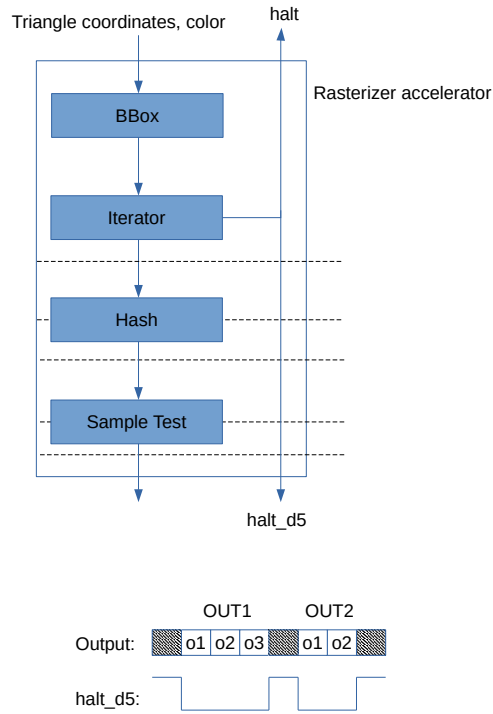 Triangle coordinates, color
halt
Rasterizer accelerator
BBox
Iterator
Hash
Sample Test
halt_d5
OUT1 OUT2
Output: o1 o2 o3 o1 o2
halt_d5: